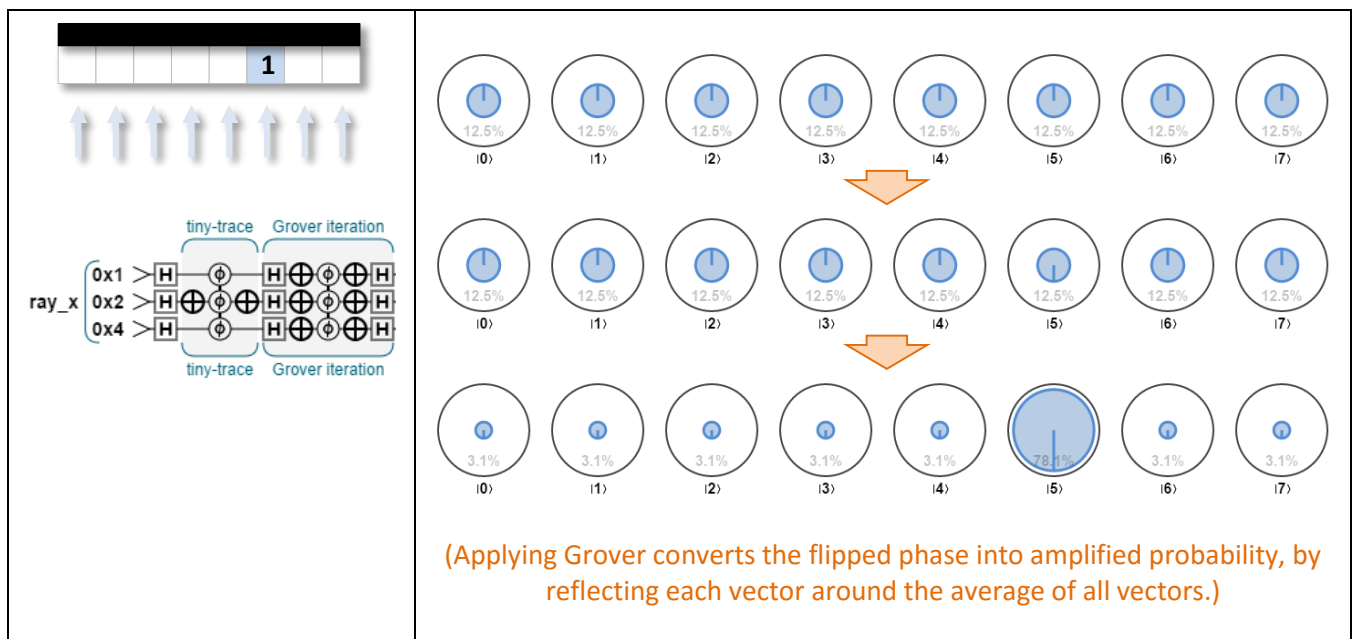 1
tiny-trace Grover iteration
0x1 H ϕ H ⊕ ϕ ⊕ H
ray_x 0x2 H ⊕ ϕ ⊕ H ⊕ ϕ ⊕ H
0x4 H ϕ H ⊕ ϕ ⊕ H
tiny-trace Grover iteration
12.5% 12.5% 12.5% 12.5% 12.5% 12.5% 12.5% 12.5%
|0⟩ |1⟩ |2⟩ |3⟩ |4⟩ |5⟩ |6⟩ |7⟩
12.5% 12.5% 12.5% 12.5% 12.5% 12.5% 12.5% 12.5%
|0⟩ |1⟩ |2⟩ |3⟩ |4⟩ |5⟩ |6⟩ |7⟩
3.1% 3.1% 3.1% 3.1% 3.1% 78.1% 3.1% 3.1%
|0⟩ |1⟩ |2⟩ |3⟩ |4⟩ |5⟩ |6⟩ |7⟩
(Applying Grover converts the flipped phase into amplified probability, by
reflecting each vector around the average of all vectors.)